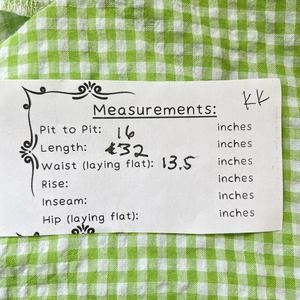 KK
Measurements:
Pit to Pit: 16 inches
Length: 32 inches
Waist (laying flat): 13.5 inches
Rise: inches
Inseam: inches
Hip (laying flat): inches